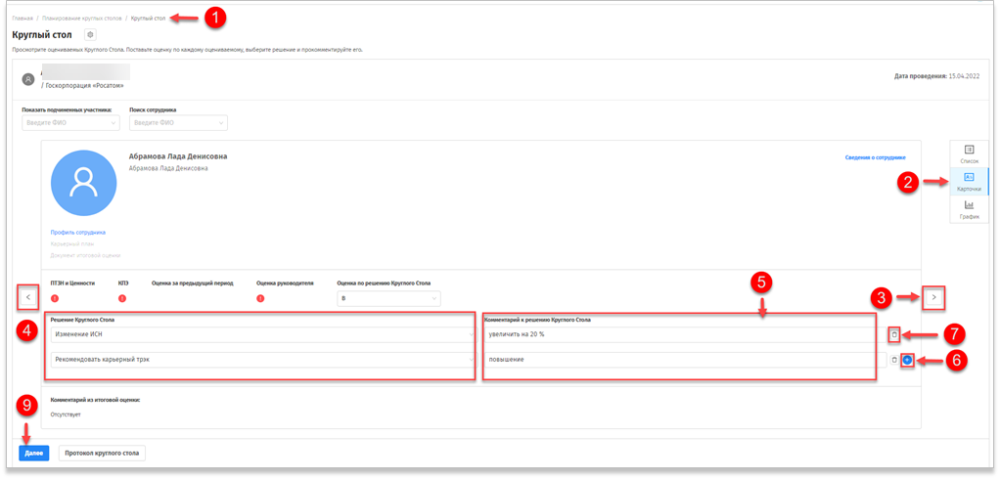 Главная / Планирование круглых столов / Круглый стол
1
Круглый стол
Просмотрите оцениваемых Круглого Стола. Поставьте оценку по каждому оцениваемому, выберите решение и прокомментируйте его.
/ Госкорпорация «Росатом»
Дата проведения: 15.04.2022
Показать подчиненных участника:
Поиск сотрудника
Введите ФИО
Введите ФИО
Абрамова Лада Денисовна
Абрамова Лада Денисовна
Сведения о сотруднике
Список
2
Карточки
График
Профиль сотрудника
Карьерный план
Документ итоговой оценки
ПТЗН и Ценности
КПЭ
Оценка за предыдущий период
Оценка руководителя
Оценка по решению Круглого Стола
5
B
3
4
Решение Круглого Стола
Комментарий к решению Круглого Стола
Изменение ИСН
увеличить на 20 %
7
Рекомендовать карьерный трэк
повышение
6
Комментарий из итоговой оценки:
9
Отсутствует
Далее
Протокол круглого стола